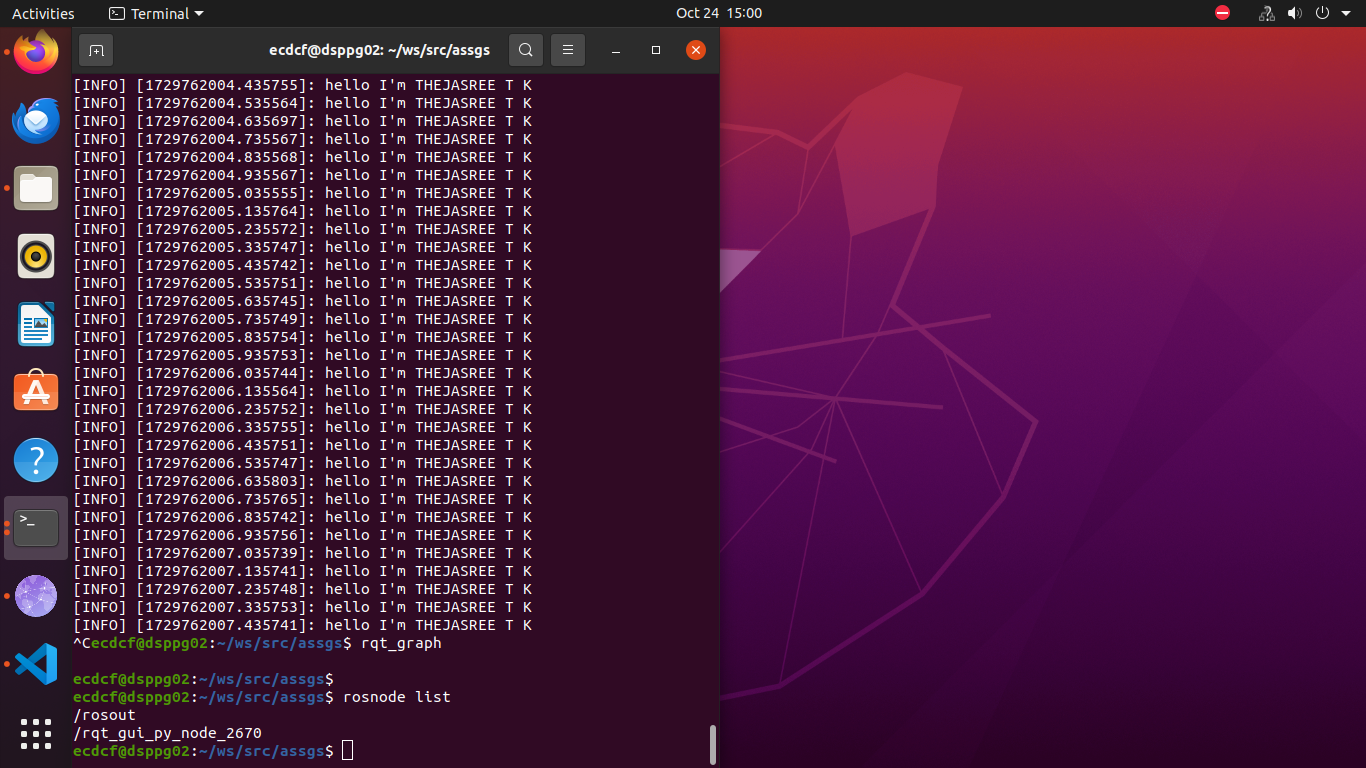 Activities
Terminal
Oct 24 15:00
ecdcf@dsppg02: ~/ws/src/assgs
[INFO] [1729762004.435755]: hello I'm THEJASREE T K
[INFO] [1729762004.535564]: hello I'm THEJASREE T K
[INFO] [1729762004.635697]: hello I'm THEJASREE T K
[INFO] [1729762004.735567]: hello I'm THEJASREE T K
[INFO] [1729762004.835568]: hello I'm THEJASREE T K
[INFO] [1729762004.935567]: hello I'm THEJASREE T K
[INFO] [1729762005.035555]: hello I'm THEJASREE T K
[INFO] [1729762005.135764]: hello I'm THEJASREE T K
[INFO] [1729762005.235572]: hello I'm THEJASREE T K
[INFO] [1729762005.335747]: hello I'm THEJASREE T K
[INFO] [1729762005.435742]: hello I'm THEJASREE T K
[INFO] [1729762005.535751]: hello I'm THEJASREE T K
[INFO] [1729762005.635745]: hello I'm THEJASREE T K
[INFO] [1729762005.735749]: hello I'm THEJASREE T K
[INFO] [1729762005.835754]: hello I'm THEJASREE T K
[INFO] [1729762005.935753]: hello I'm THEJASREE T K
[INFO] [1729762006.035744]: hello I'm THEJASREE T K
[INFO] [1729762006.135564]: hello I'm THEJASREE T K
[INFO] [1729762006.235752]: hello I'm THEJASREE T K
[INFO] [1729762006.335755]: hello I'm THEJASREE T K
[INFO] [1729762006.435751]: hello I'm THEJASREE T K
[INFO] [1729762006.535747]: hello I'm THEJASREE T K
[INFO] [1729762006.635803]: hello I'm THEJASREE T K
[INFO] [1729762006.735765]: hello I'm THEJASREE T K
[INFO] [1729762006.835742]: hello I'm THEJASREE T K
[INFO] [1729762006.935756]: hello I'm THEJASREE T K
[INFO] [1729762007.035739]: hello I'm THEJASREE T K
[INFO] [1729762007.135741]: hello I'm THEJASREE T K
[INFO] [1729762007.235748]: hello I'm THEJASREE T K
[INFO] [1729762007.335753]: hello I'm THEJASREE T K
[INFO] [1729762007.435741]: hello I'm THEJASREE T K
^Cecdcf@dsppg02:~/ws/src/assgs$ rqt_graph
ecdcf@dsppg02:~/ws/src/assgs$
ecdcf@dsppg02:~/ws/src/assgs$ rosnode list
/rosout
/rqt_gui_py_node_2670
ecdcf@dsppg02:~/ws/src/assgs$